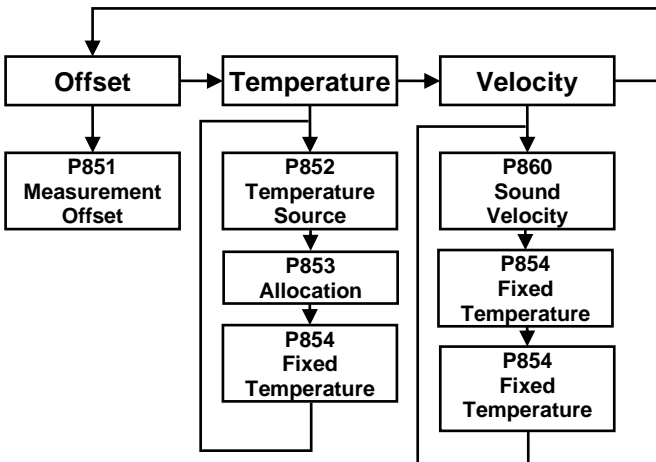 Offset
Temperature
Velocity
P851
Measurement
Offset
P852
Temperature
Source
P853
Allocation
P854
Fixed
Temperature
P860
Sound
Velocity
P854
Fixed
Temperature
P854
Fixed
Temperature